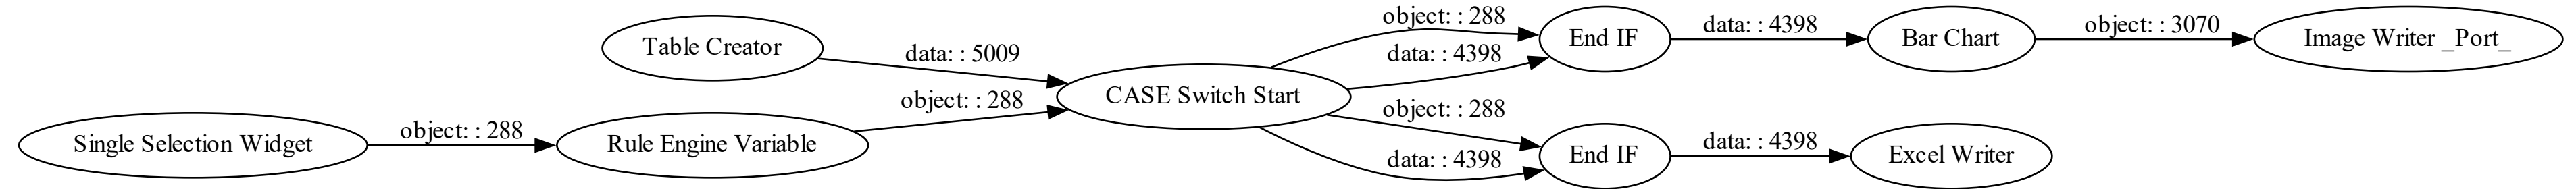 object: : 288
End IF
data: : 4398
Bar Chart
object: : 3070
Image Writer _Port_
Table Creator
data: : 5009
data: : 4398
CASE Switch Start
object: : 288
object: : 288
Single Selection Widget
object: : 288
Rule Engine Variable
data: : 4398
End IF
data: : 4398
Excel Writer